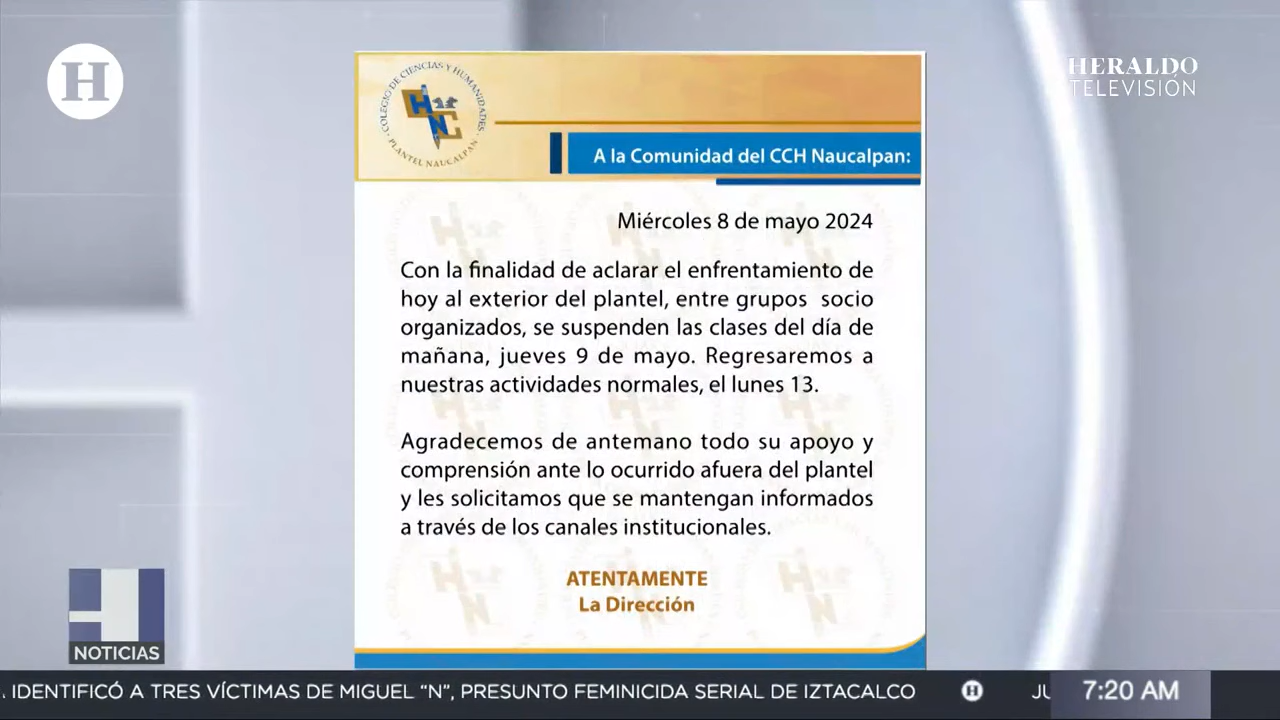 H
HERALDO
TELEVISIÓN
COLEGIO DE CIENCIAS Y HUMANIDADES
PLANTEL NAUCALPAN
A la Comunidad del CCH Naucalpan:
Miércoles 8 de mayo 2024
Con la finalidad de aclarar el enfrentamiento de
hoy al exterior del plantel, entre grupos socio
organizados, se suspenden las clases del día de
mañana, jueves 9 de mayo. Regresaremos a
nuestras actividades normales, el lunes 13.
Agradecemos de antemano todo su apoyo y
comprensión ante lo ocurrido afuera del plantel
y les solicitamos que se mantengan informados
a través de los canales institucionales.
ATENTAMENTE
La Dirección
H
NOTICIAS
. IDENTIFICÓ A TRES VÍCTIMAS DE MIGUEL “N”, PRESUNTO FEMINICIDA SERIAL DE IZTACALCO H JU
7:20 AM